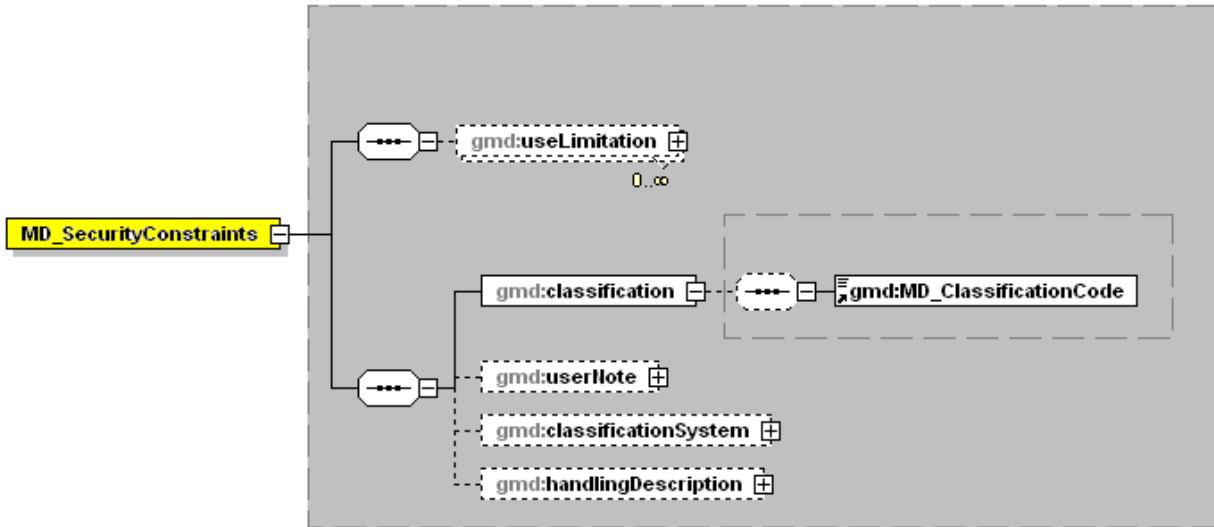 gmd:useLimitation
0..∞
MD_SecurityConstraints
gmd:classification
gmd:MD_ClassificationCode
gmd:userNote
gmd:classificationSystem
gmd:handlingDescription